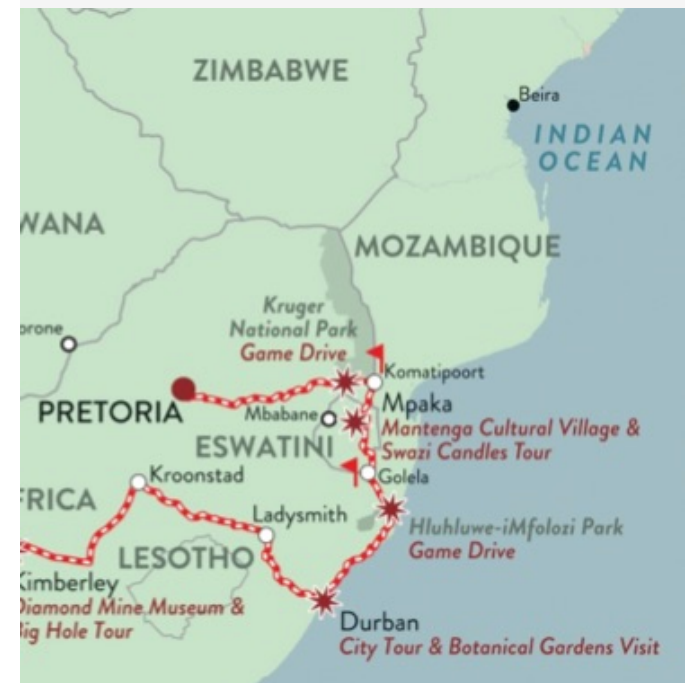 ZIMBABWE
Beira
INDIAN
OCEAN
WANA
MOZAMBIQUE
Kruger
National Park
Game Drive
orone
Komatipoort
PRETORIA
Mbabane
Mpaka
Mantenga Cultural Village &
Swazi Candles Tour
ESWATINI
Golela
Kroonstad
FRICA
Ladysmith
Hluhluwe-iMfolozi Park
Game Drive
LESOTHO
Kimberley
Diamond Mine Museum &
Big Hole Tour
Durban
City Tour & Botanical Gardens Visit